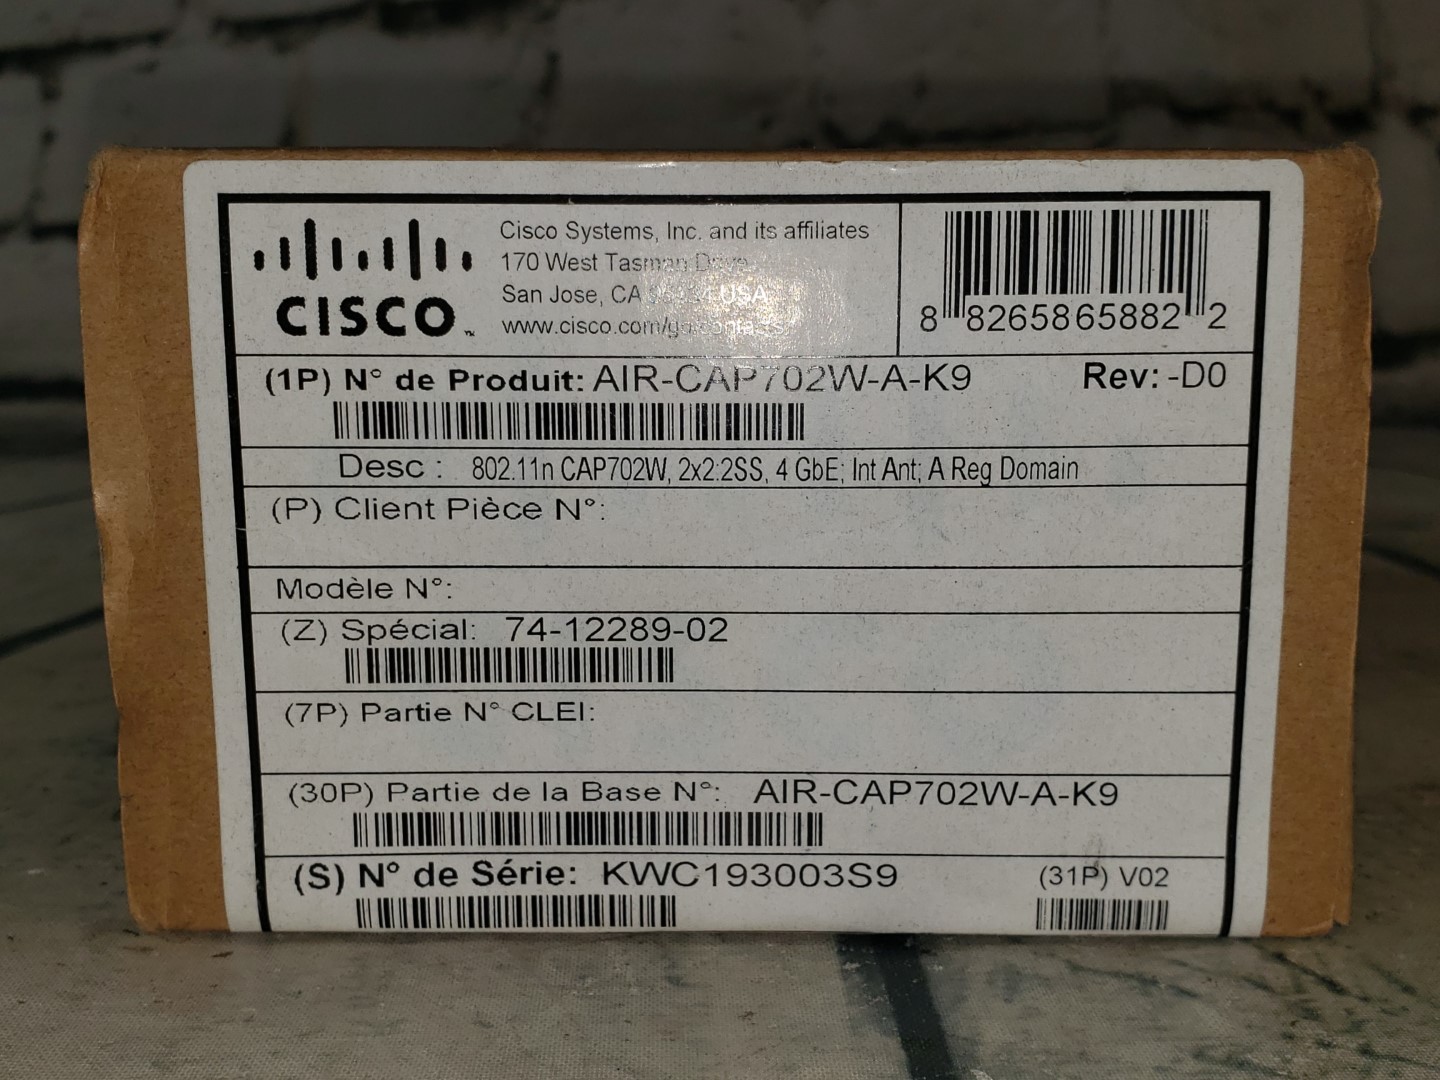 CISCO
Cisco Systems, Inc. and its affiliates
170 West Tasman Drive
San Jose, CA USA
8 8265865882 2
(1P) N° de Produit: AIR-CAP702W-A-K9
Rev: -D0
Desc : 802.11n CAP702W, 2x2:2SS, 4 GbE; Int Ant; A Reg Domain
(P) Client Pièce N°:
Modèle N°:
(Z) Spécial: 74-12289-02
(7P) Partie N° CLEI:
(30P) Partie de la Base N°: AIR-CAP702W-A-K9
(S) N° de Série: KWC193003S9
(31P) V02